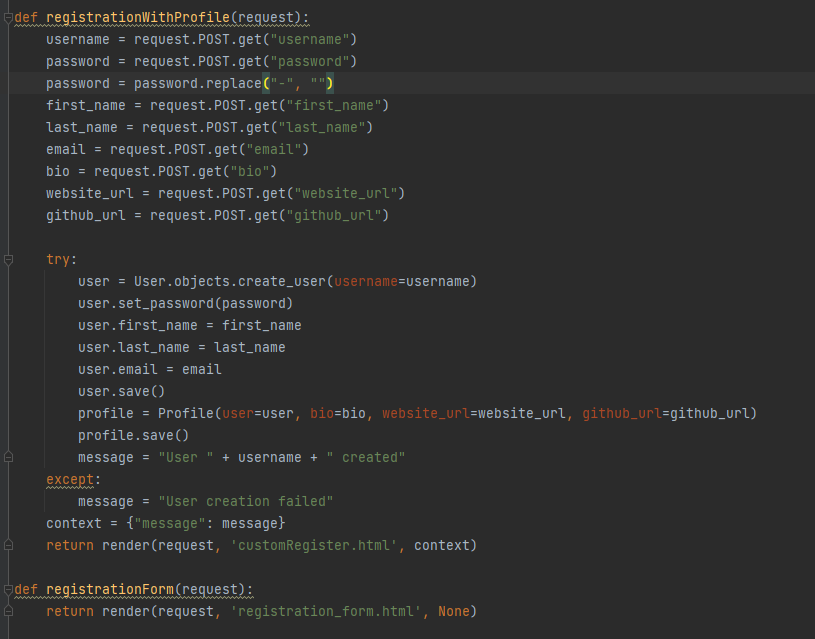 def registrationWithProfile(request):
    username = request.POST.get("username")
    password = request.POST.get("password")
    password = password.replace("-", "")
    first_name = request.POST.get("first_name")
    last_name = request.POST.get("last_name")
    email = request.POST.get("email")
    bio = request.POST.get("bio")
    website_url = request.POST.get("website_url")
    github_url = request.POST.get("github_url")

    try:
        user = User.objects.create_user(username=username)
        user.set_password(password)
        user.first_name = first_name
        user.last_name = last_name
        user.email = email
        user.save()
        profile = Profile(user=user, bio=bio, website_url=website_url, github_url=github_url)
        profile.save()
        message = "User " + username + " created"
    except:
        message = "User creation failed"
    context = {"message": message}
    return render(request, 'customRegister.html', context)

def registrationForm(request):
    return render(request, 'registration_form.html', None)